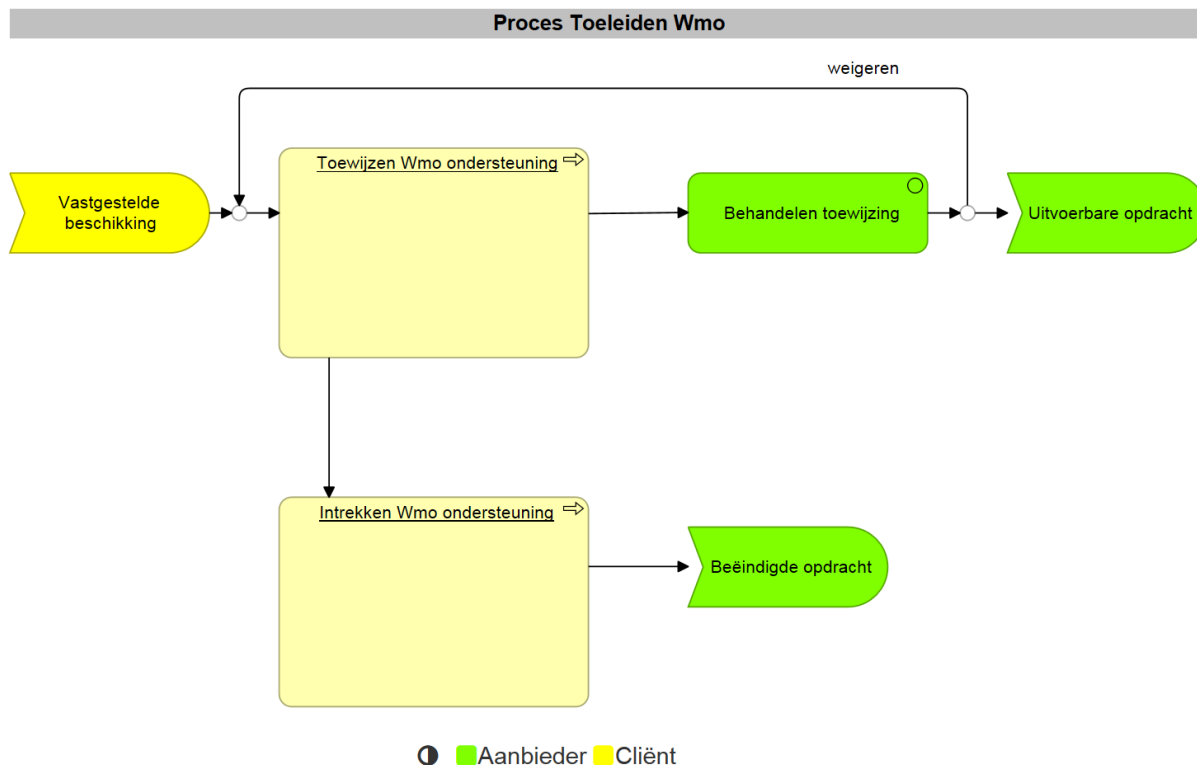 Proces Toeleiden Wmo
weigeren
Toewijzen Wmo ondersteuning
Vastgestelde
beschikking
Behandelen toewijzing
Uitvoerbare opdracht
Intrekken Wmo ondersteuning
Beëindigde opdracht
Aanbieder Cliënt